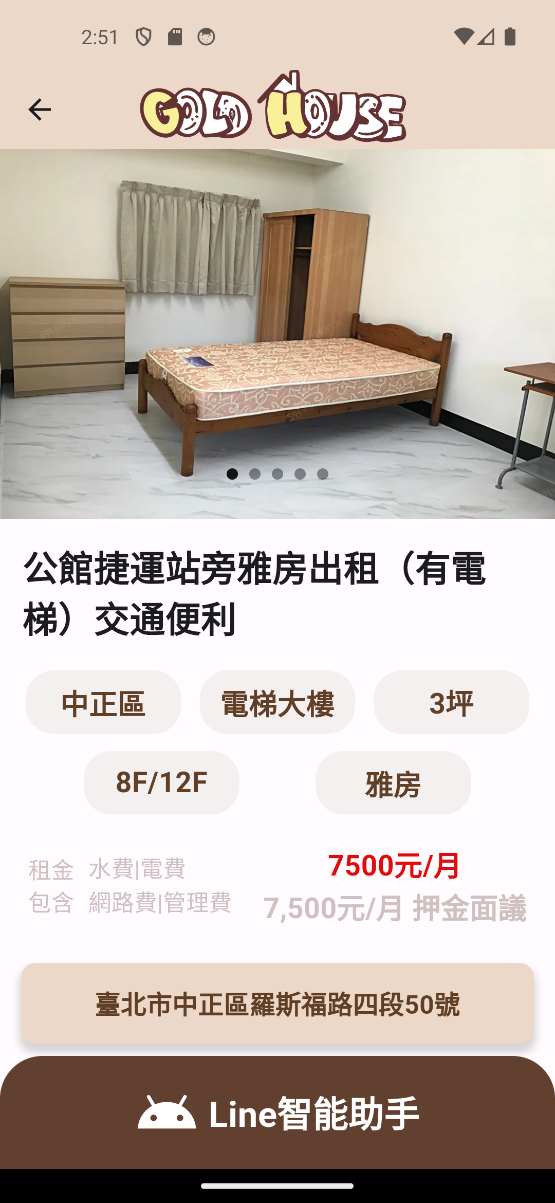 2:51
GOLD HOUSE
公館捷運站旁雅房出租（有電
梯）交通便利
中正區
電梯大樓
3坪
8F/12F
雅房
7500元/月
租金 水費|電費
包含 網路費|管理費
7,500元/月 押金面議
臺北市中正區羅斯福路四段50號
Line智能助手